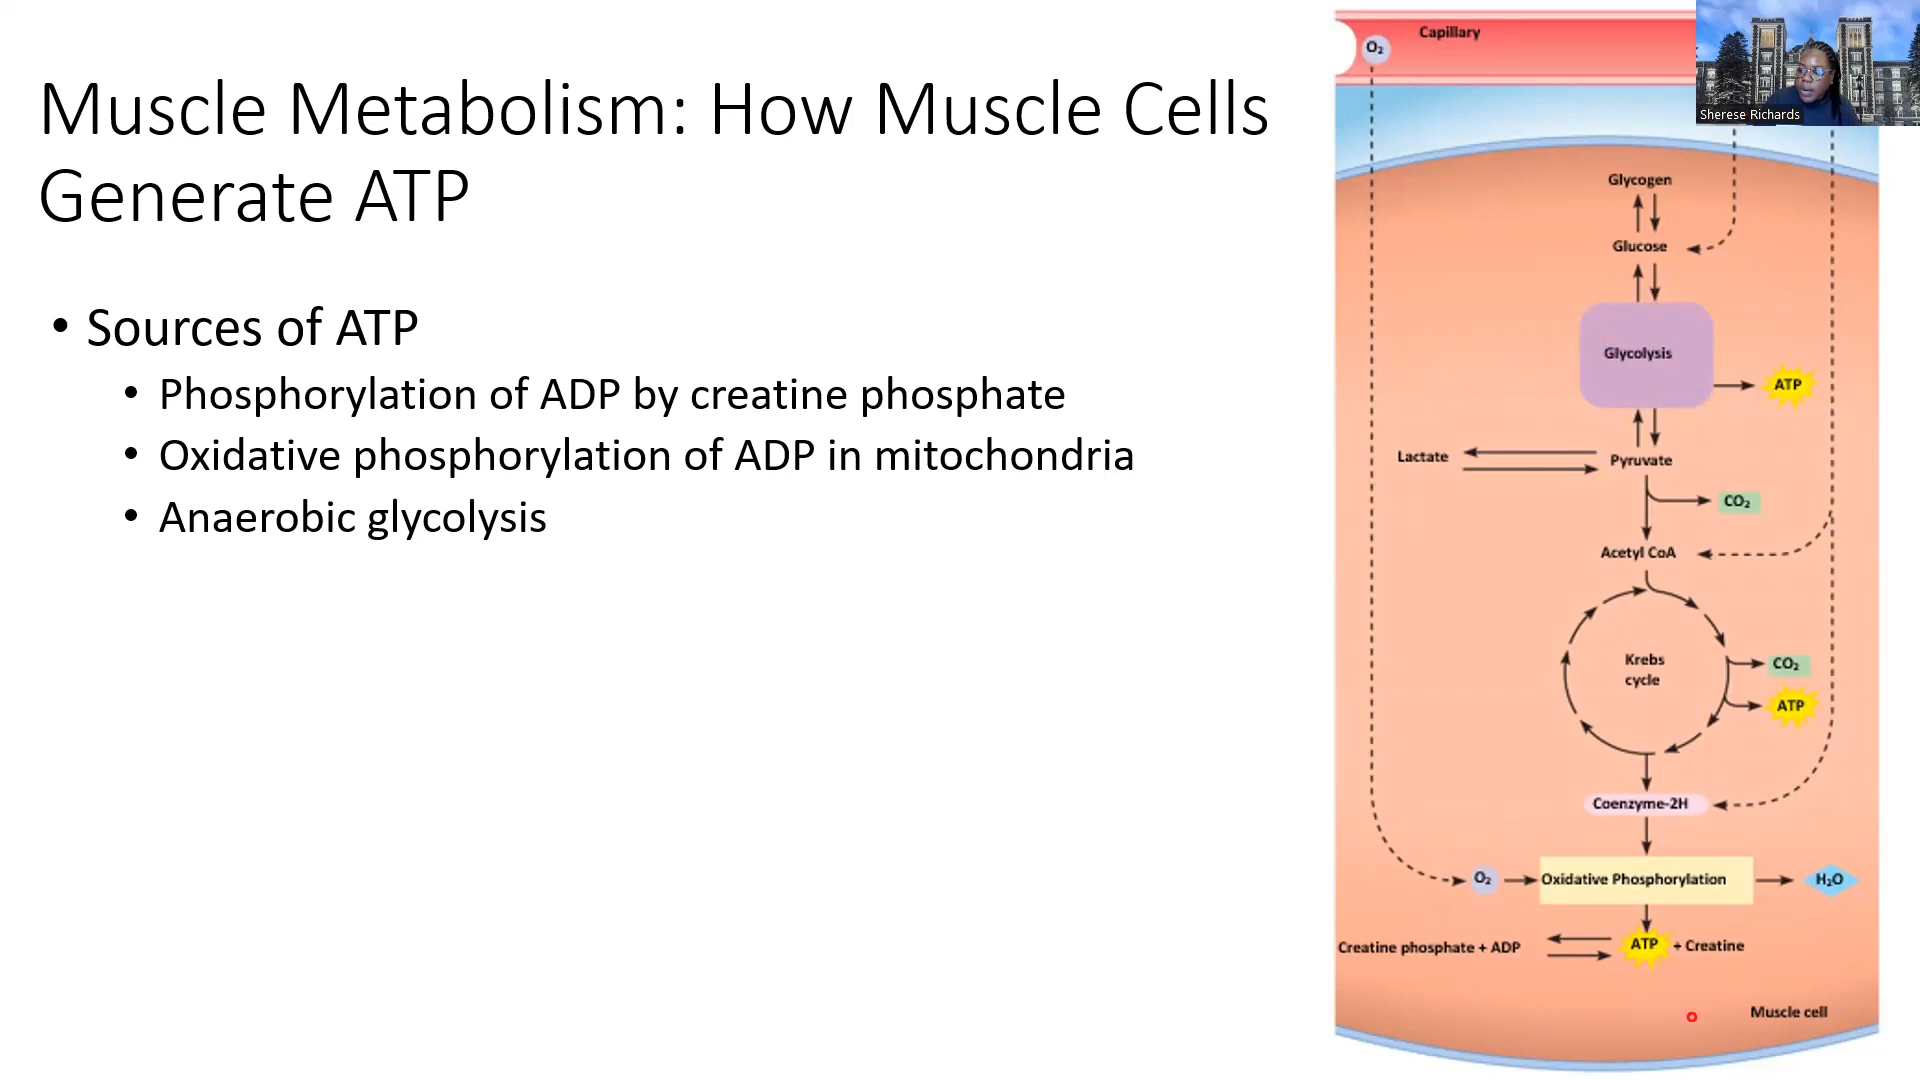 Muscle Metabolism: How Muscle Cells
Generate ATP
• Sources of ATP
• Phosphorylation of ADP by creatine phosphate
• Oxidative phosphorylation of ADP in mitochondria
• Anaerobic glycolysis
O₂
Capillary
Sherese Richards
Glycogen
Glucose
Glycolysis
ATP
Lactate
Pyruvate
CO₂
Acetyl CoA
Krebs
cycle
CO₂
ATP
Coenzyme-2H
O₂
Oxidative Phosphorylation
H₂O
Creatine phosphate + ADP
ATP
+ Creatine
Muscle cell